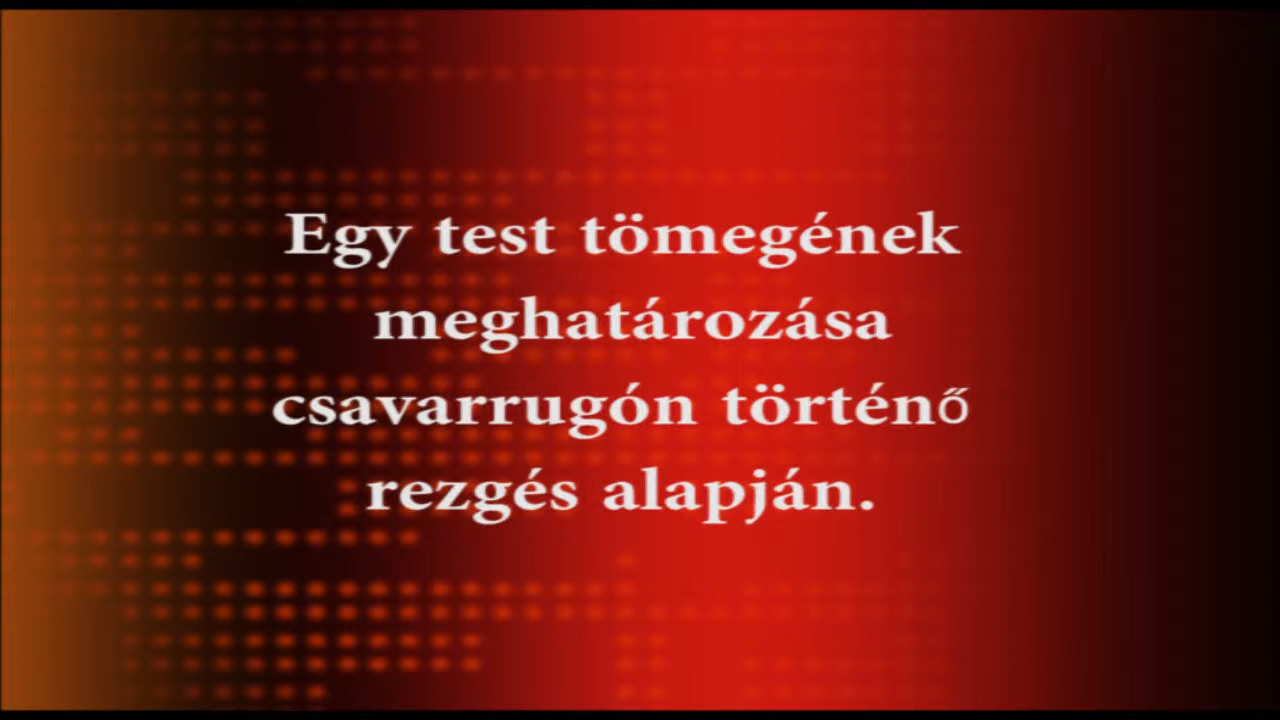 Egy test tömegének
meghatározása
csavarrugón történő
rezgés alapján.